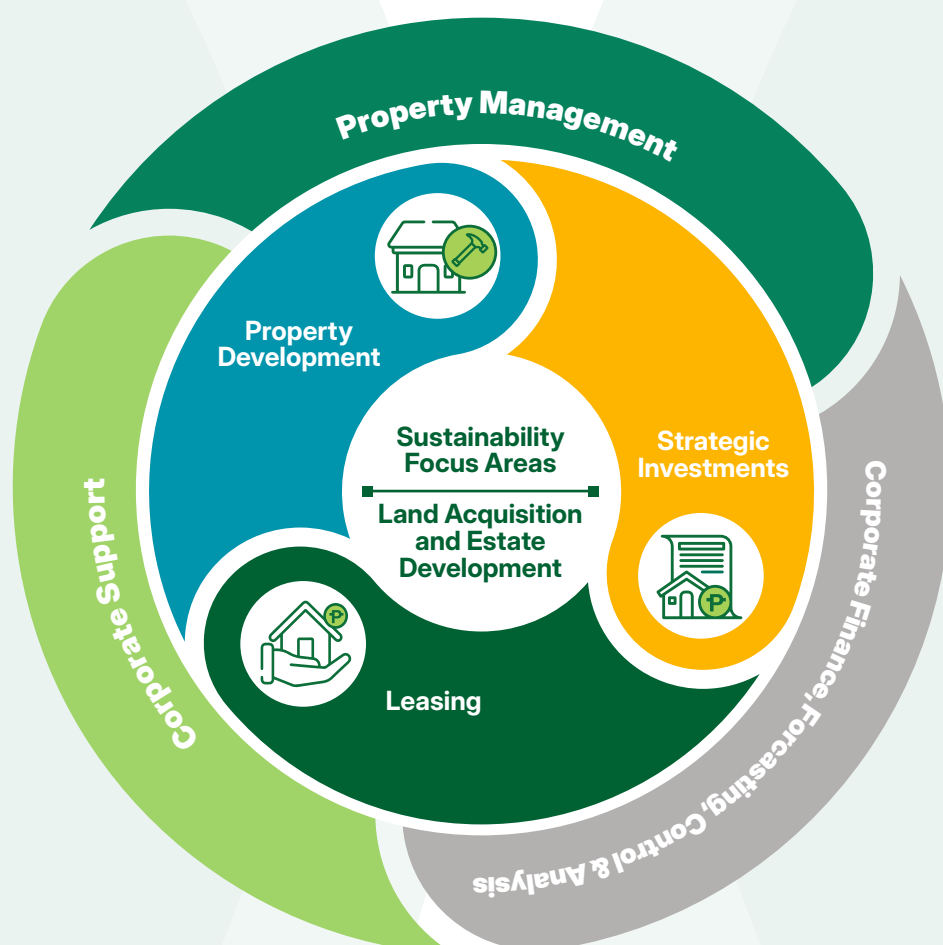 Property Management
Property
Development
Strategic
Investments
Sustainability
Focus Areas
Land Acquisition
and Estate
Development
Leasing
Corporate Support
Corporate Finance, Forcasting, Control & Analysis
₱
₱